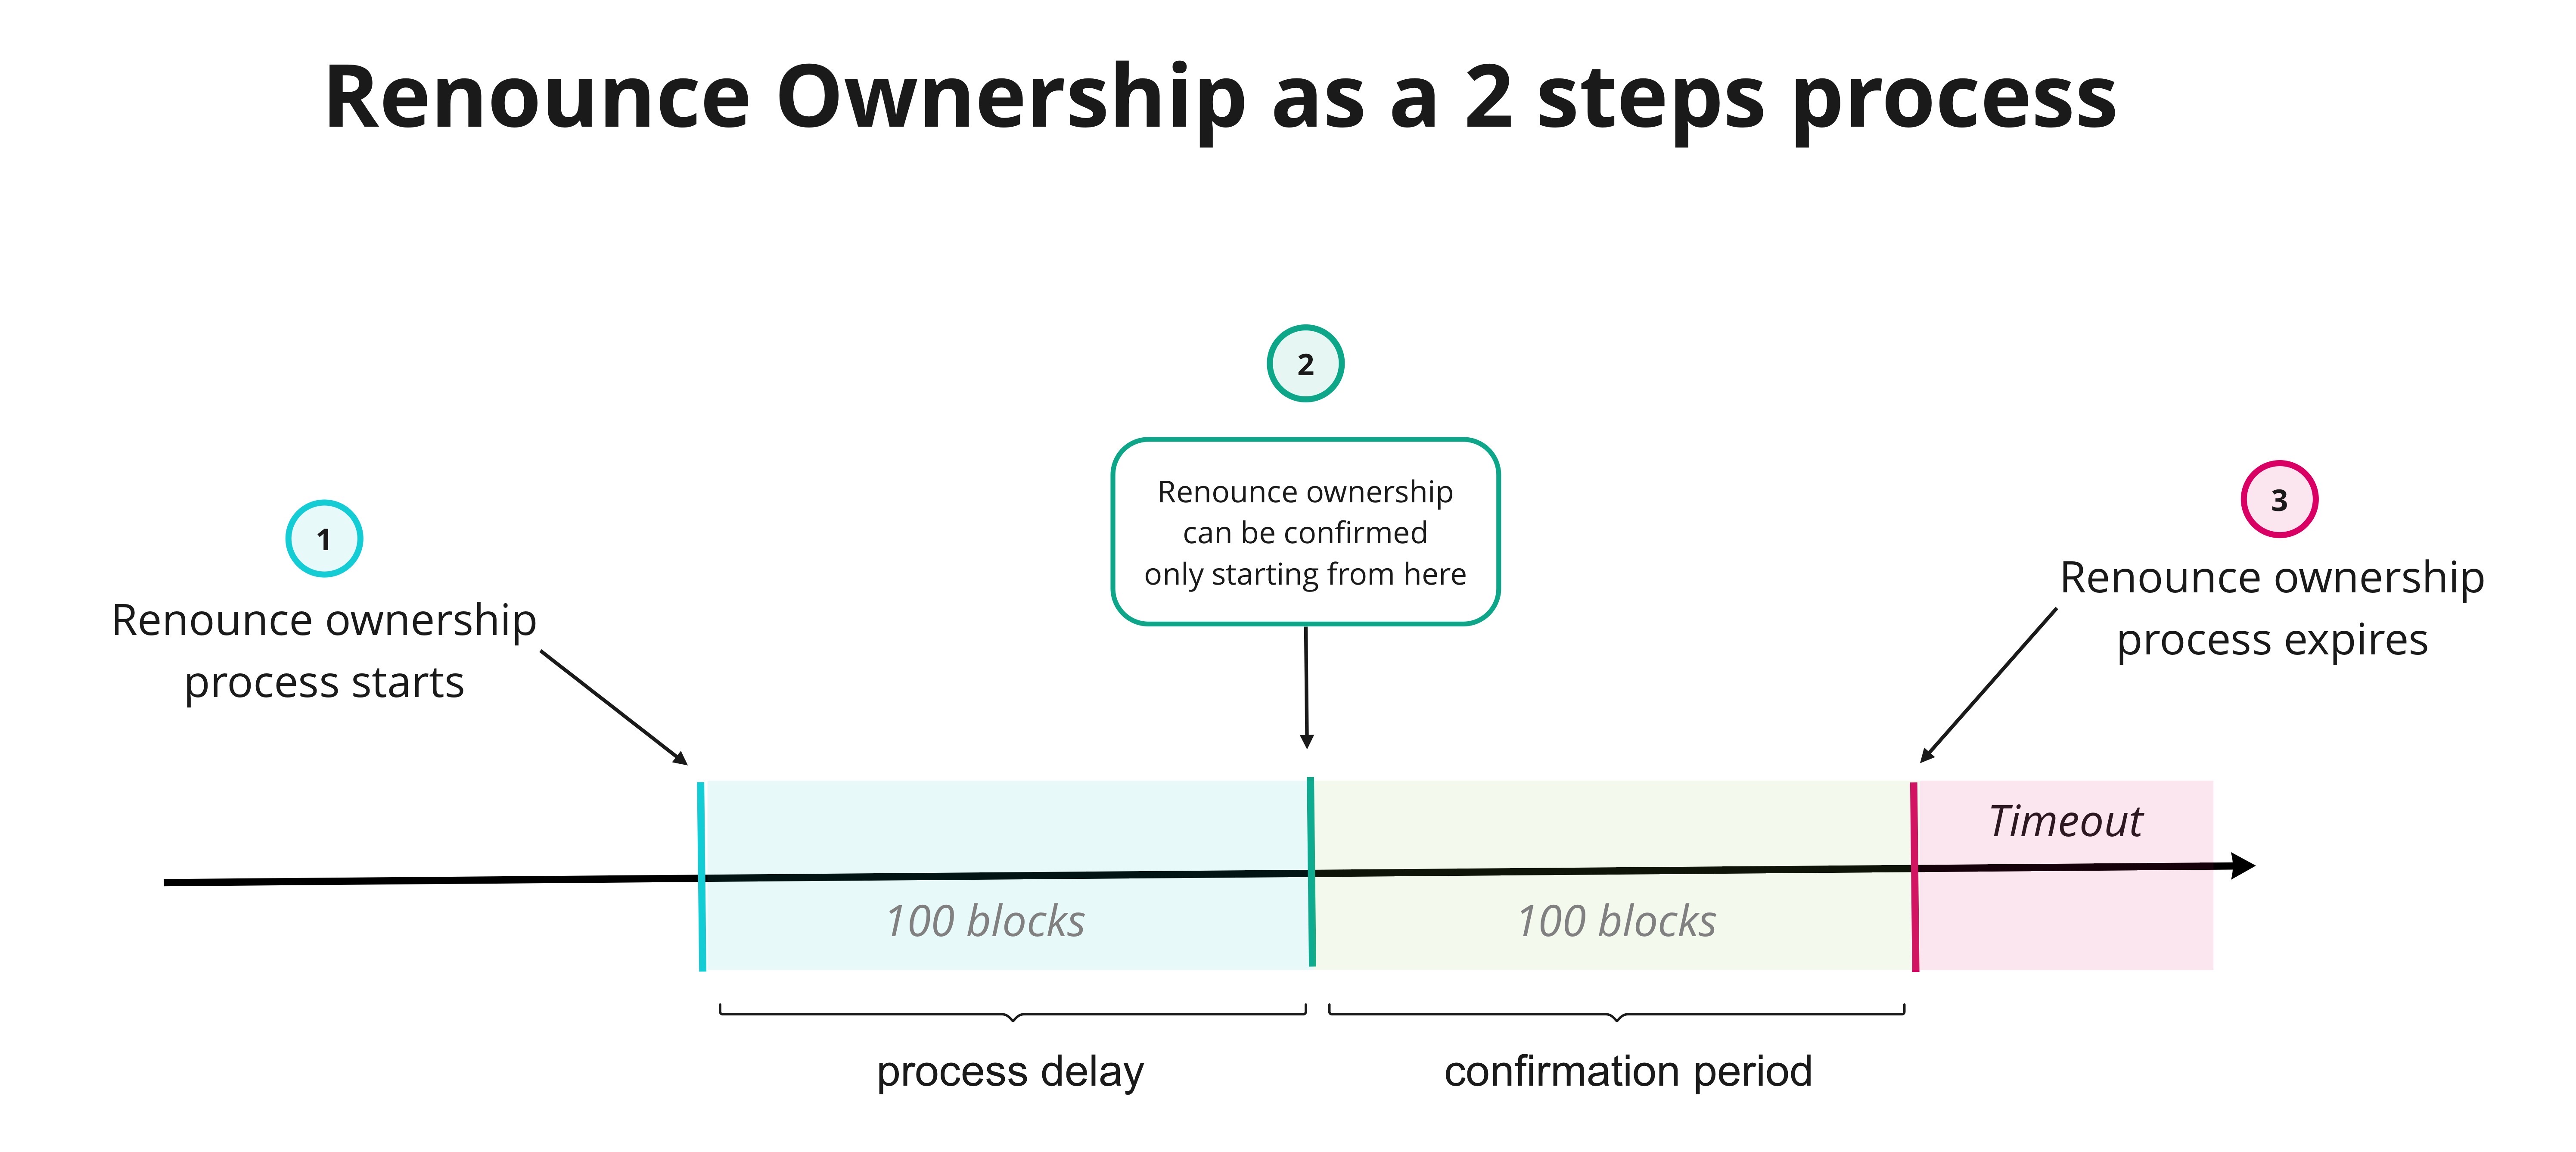 Renounce Ownership as a 2 steps process
1
Renounce ownership
process starts
2
Renounce ownership
can be confirmed
only starting from here
3
Renounce ownership
process expires
Timeout
100 blocks
100 blocks
process delay
confirmation period